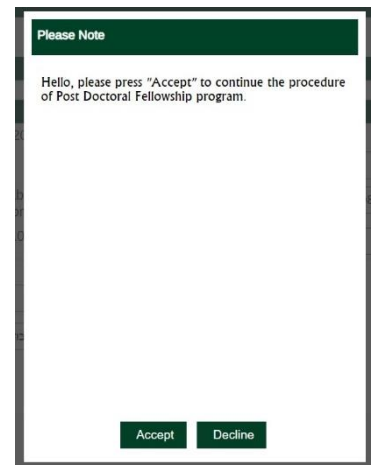 Please Note
Hello, please press "Accept" to continue the procedure
of Post Doctoral Fellowship program.
Accept
Decline